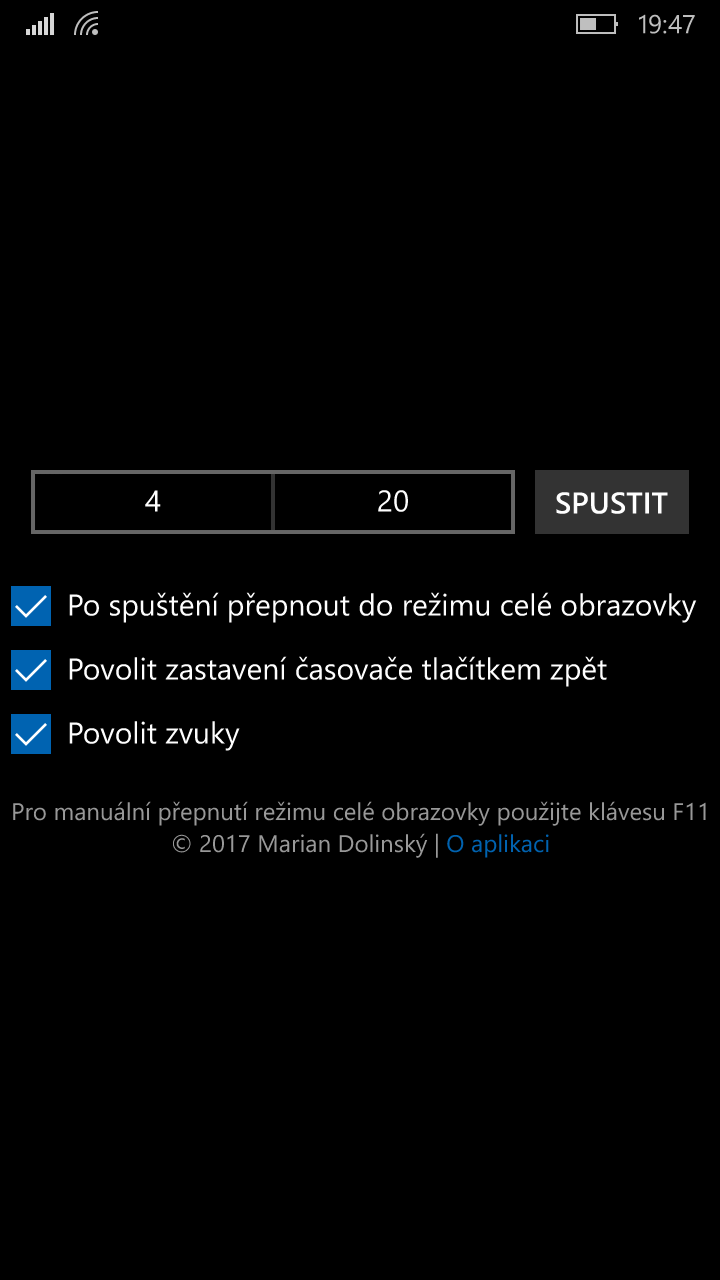 19:47
4 20 SPUSTIT
Po spuštění přepnout do režimu celé obrazovky
Povolit zastavení časovače tlačítkem zpět
Povolit zvuky
Pro manuální přepnutí režimu celé obrazovky použijte klávesu F11
© 2017 Marian Dolinský | O aplikaci